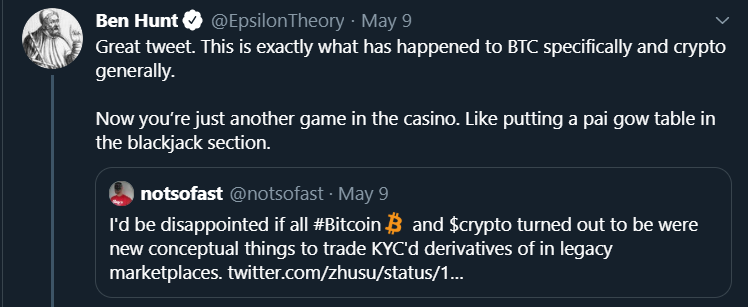 Ben Hunt @EpsilonTheory · May 9
Great tweet. This is exactly what has happened to BTC specifically and crypto
generally.
Now you’re just another game in the casino. Like putting a pai gow table in
the blackjack section.
notsofast @notsofast · May 9
I'd be disappointed if all #Bitcoin and $crypto turned out to be were
new conceptual things to trade KYC'd derivatives of in legacy
marketplaces. twitter.com/zhusu/status/1…